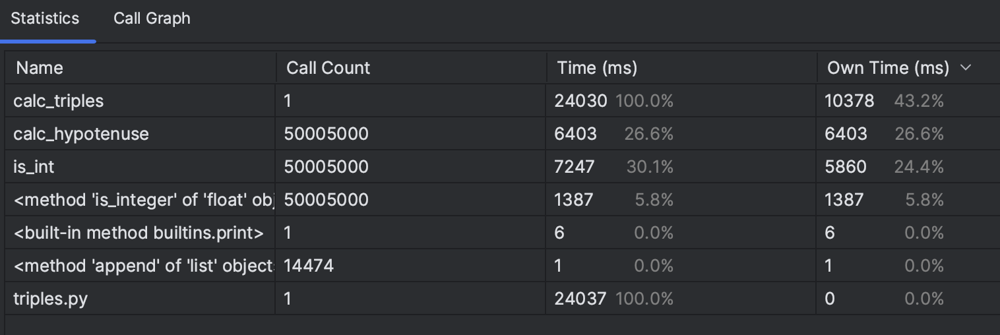 Statistics Call Graph
Name Call Count Time (ms) Own Time (ms)
calc_triples 1 24030 100.0% 10378 43.2%
calc_hypotenuse 50005000 6403 26.6% 6403 26.6%
is_int 50005000 7247 30.1% 5860 24.4%
<method 'is_integer' of 'float' obj 50005000 1387 5.8% 1387 5.8%
<built-in method builtins.print> 1 6 0.0% 6 0.0%
<method 'append' of 'list' object 14474 1 0.0% 1 0.0%
triples.py 1 24037 100.0% 0 0.0%